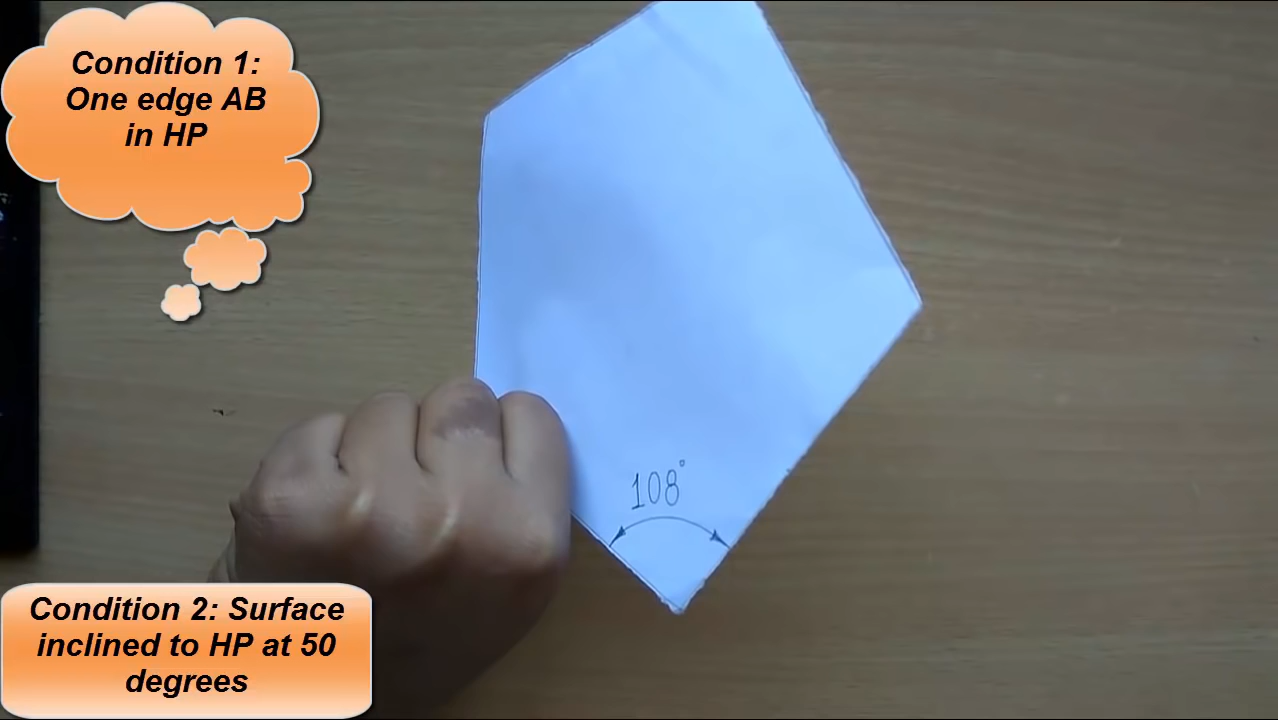 Condition 1:
One edge AB
in HP
108°
Condition 2: Surface
inclined to HP at 50
degrees